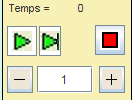 Temps = 0
− 1 +